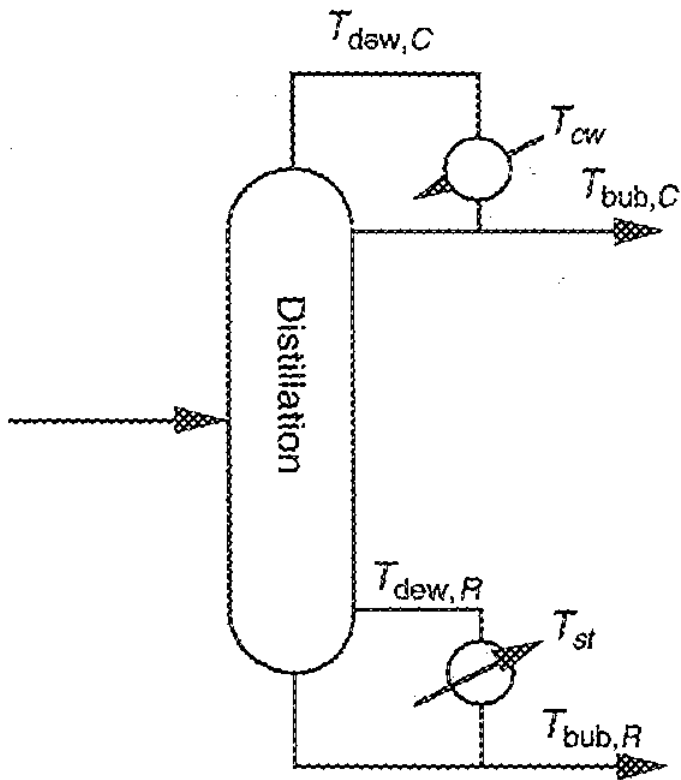 T_dew,C
T_cw
T_bub,C
Distillation
T_dew,R
T_st
T_bub,R